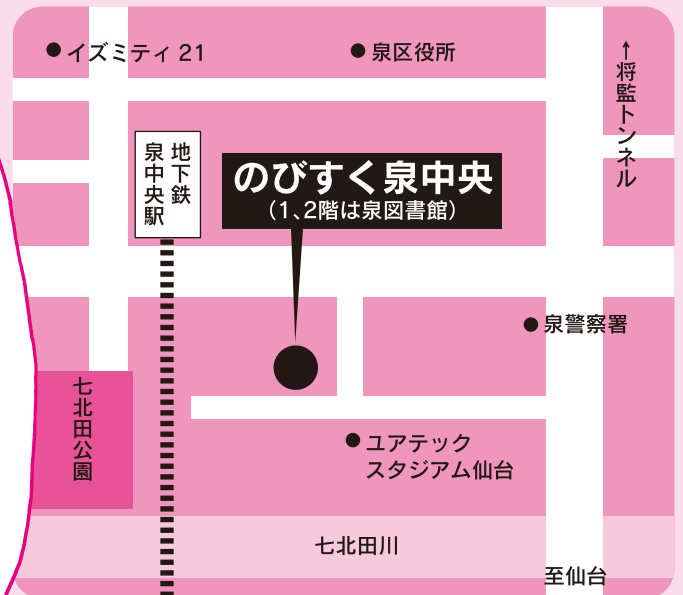 イズミティ 21
泉区役所
↑将監トンネル
地下鉄
泉中央駅
のびすく泉中央
（1、2階は泉図書館）
泉警察署
七北田公園
ユアテック
スタジアム仙台
七北田川
至仙台